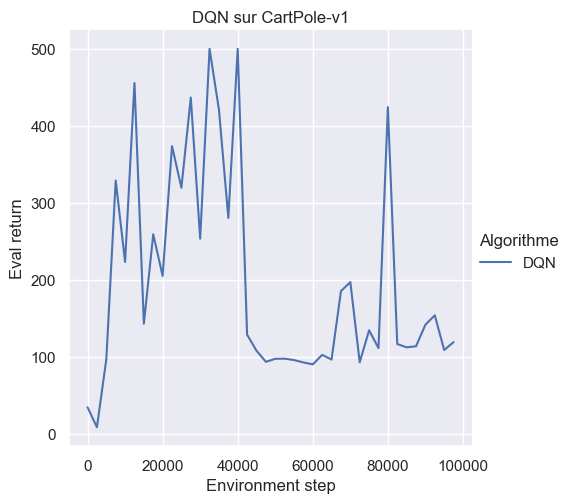 DQN sur CartPole-v1
500
400
300
200
100
0
Eval return
0 20000 40000 60000 80000 100000
Environment step
Algorithme
DQN